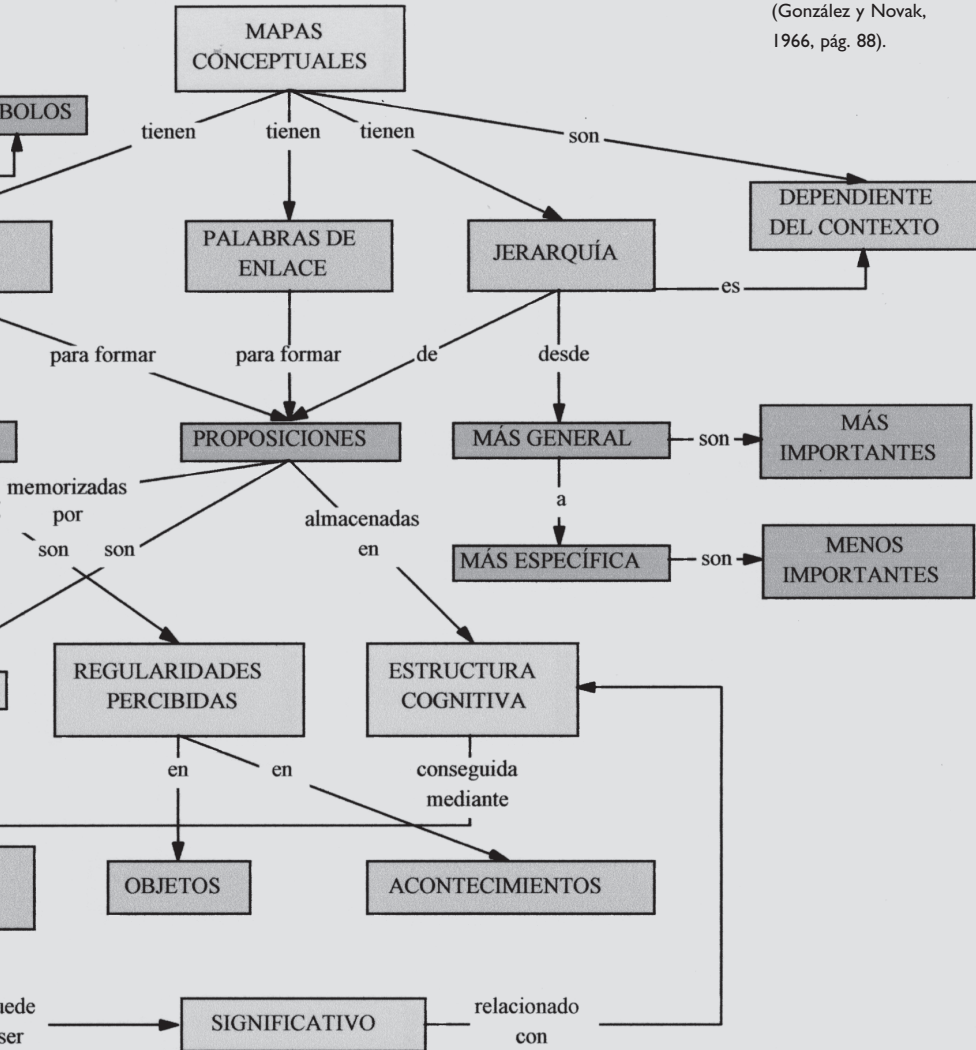 (González y Novak,
1966, pág. 88).
MAPAS
CONCEPTUALES
BOLOS
tienen tienen tienen son
DEPENDIENTE
DEL CONTEXTO
PALABRAS DE
ENLACE
JERARQUÍA
es
para formar para formar de desde
PROPOSICIONES
MÁS GENERAL
son
MÁS
IMPORTANTES
memorizadas
por
son son
almacenadas
en
a
MÁS ESPECÍFICA
son
MENOS
IMPORTANTES
REGULARIDADES
PERCIBIDAS
ESTRUCTURA
COGNITIVA
en en
conseguida
mediante
OBJETOS
ACONTECIMIENTOS
uede
ser
SIGNIFICATIVO
relacionado
con